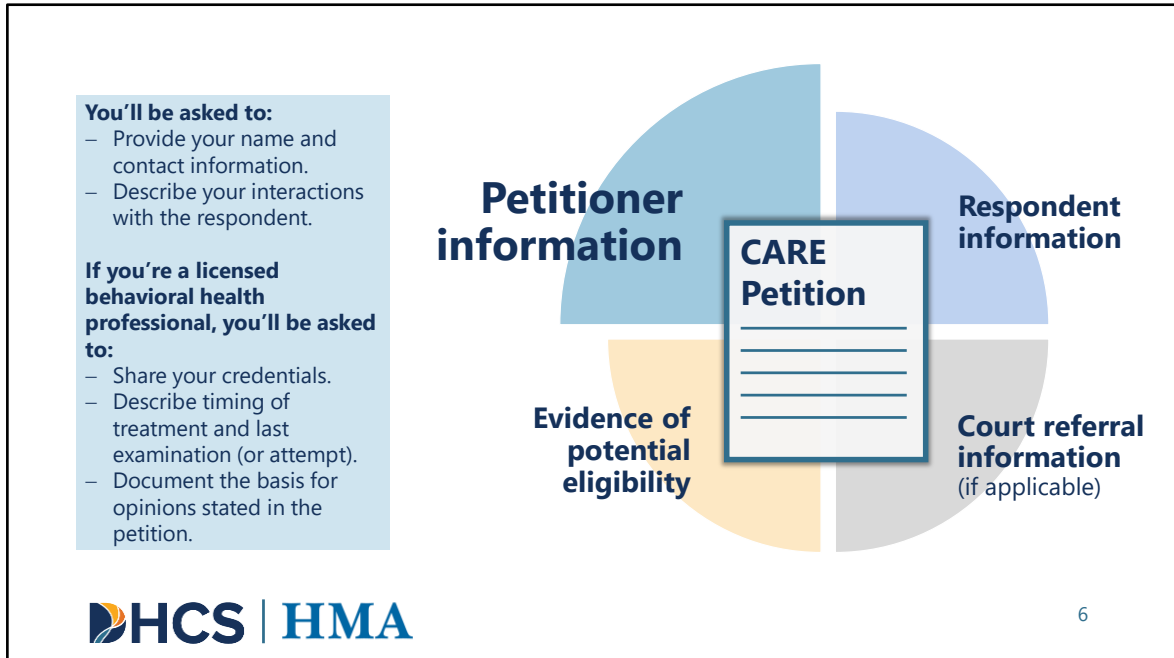 You’ll be asked to:
– Provide your name and
contact information.
– Describe your interactions
with the respondent.
If you’re a licensed
behavioral health
professional, you’ll be asked
to:
– Share your credentials.
– Describe timing of
treatment and last
examination (or attempt).
– Document the basis for
opinions stated in the
petition.
Petitioner
information
Respondent
information
CARE
Petition
Evidence of
potential
eligibility
Court referral
information
(if applicable)
DHCS | HMA
6